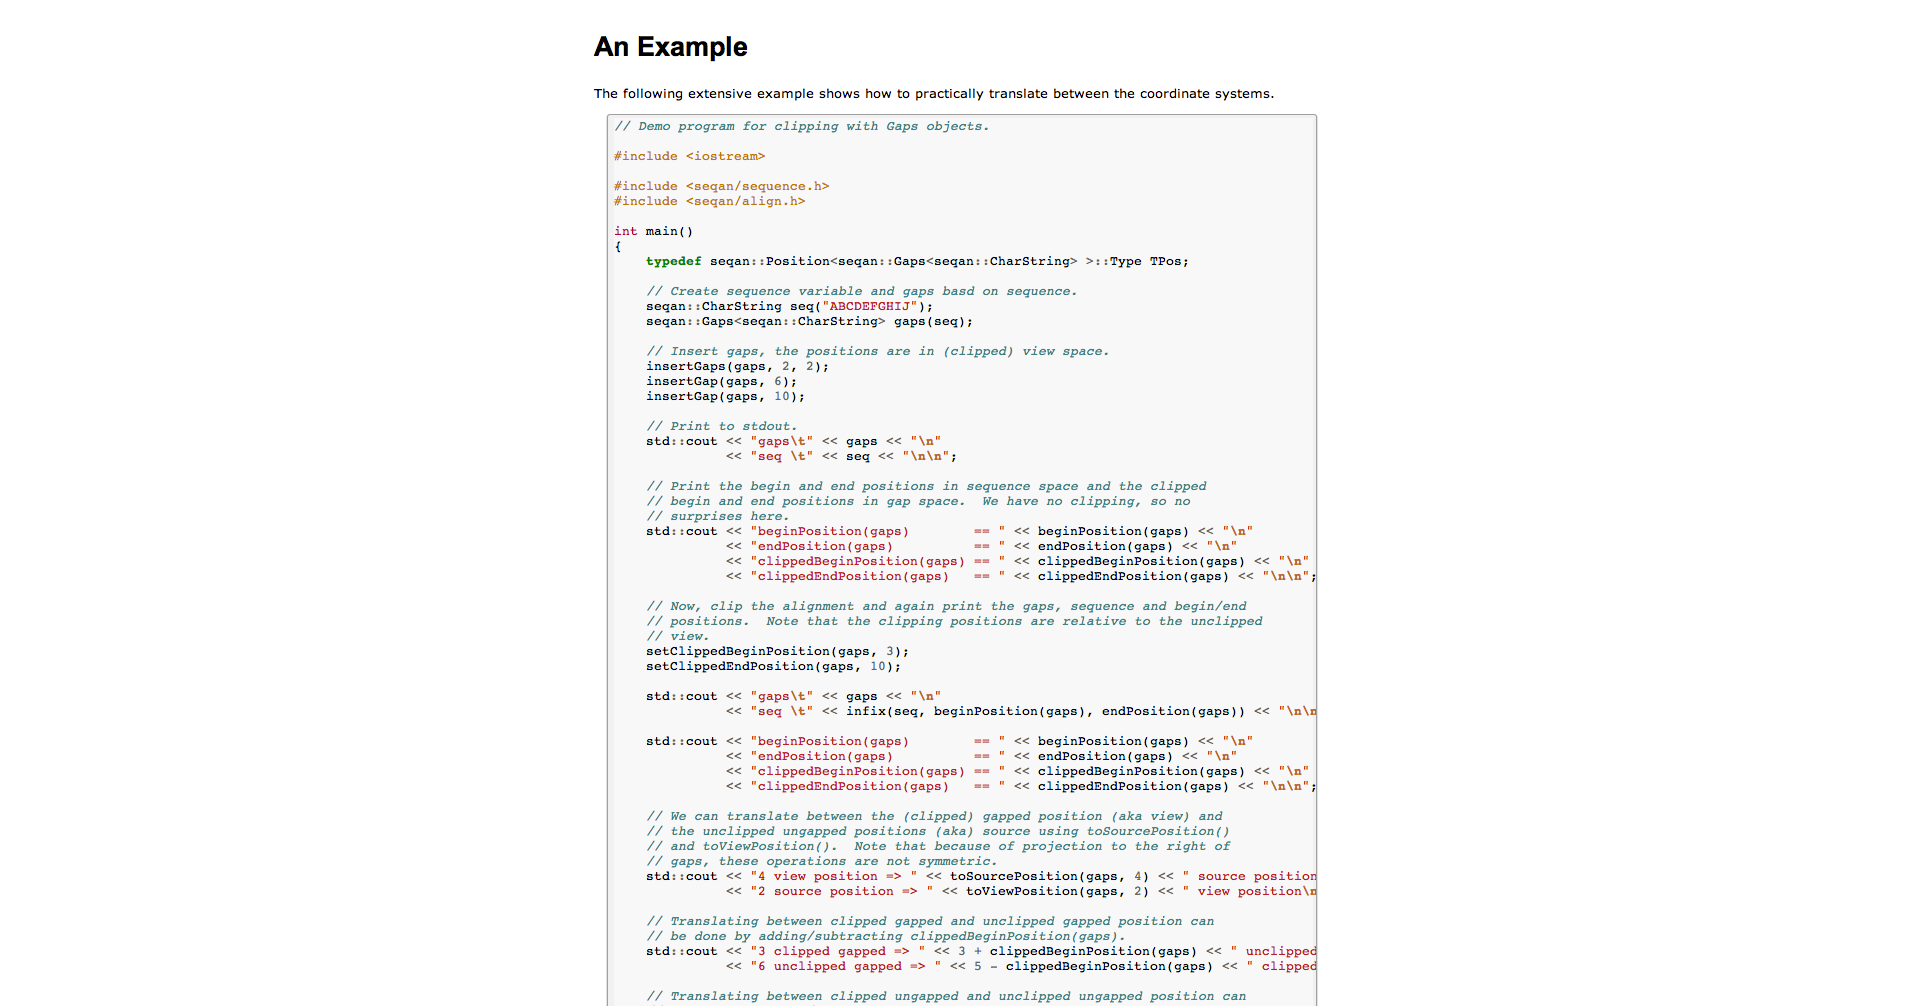 An Example
The following extensive example shows how to practically translate between the coordinate systems.
// Demo program for clipping with Gaps objects.
#include <iostream>
#include <seqan/sequence.h>
#include <seqan/align.h>
int main()
{
    typedef seqan::Position<seqan::Gaps<seqan::CharString> >::Type TPos;
    // Create sequence variable and gaps basd on sequence.
    seqan::CharString seq("ABCDEFGHIJ");
    seqan::Gaps<seqan::CharString> gaps(seq);
    // Insert gaps, the positions are in (clipped) view space.
    insertGaps(gaps, 2, 2);
    insertGap(gaps, 6);
    insertGap(gaps, 10);
    // Print to stdout.
    std::cout << "gaps\t" << gaps << "\n"
              << "seq \t" << seq << "\n\n";
    // Print the begin and end positions in sequence space and the clipped
    // begin and end positions in gap space.  We have no clipping, so no
    // surprises here.
    std::cout << "beginPosition(gaps)        == " << beginPosition(gaps) << "\n"
              << "endPosition(gaps)          == " << endPosition(gaps) << "\n"
              << "clippedBeginPosition(gaps) == " << clippedBeginPosition(gaps) << "\n"
              << "clippedEndPosition(gaps)   == " << clippedEndPosition(gaps) << "\n\n";
    // Now, clip the alignment and again print the gaps, sequence and begin/end
    // positions.  Note that the clipping positions are relative to the unclipped
    // view.
    setClippedBeginPosition(gaps, 3);
    setClippedEndPosition(gaps, 10);
    std::cout << "gaps\t" << gaps << "\n"
              << "seq \t" << infix(seq, beginPosition(gaps), endPosition(gaps)) << "\n\n
    std::cout << "beginPosition(gaps)        == " << beginPosition(gaps) << "\n"
              << "endPosition(gaps)          == " << endPosition(gaps) << "\n"
              << "clippedBeginPosition(gaps) == " << clippedBeginPosition(gaps) << "\n"
              << "clippedEndPosition(gaps)   == " << clippedEndPosition(gaps) << "\n\n";
    // We can translate between the (clipped) gapped position (aka view) and
    // the unclipped ungapped positions (aka) source using toSourcePosition()
    // and toViewPosition().  Note that because of projection to the right of
    // gaps, these operations are not symmetric.
    std::cout << "4 view position => " << toSourcePosition(gaps, 4) << " source position
              << "2 source position => " << toViewPosition(gaps, 2) << " view position\n
    // Translating between clipped gapped and unclipped gapped position can
    // be done by adding/subtracting clippedBeginPosition(gaps).
    std::cout << "3 clipped gapped => " << 3 + clippedBeginPosition(gaps) << " unclipped
              << "6 unclipped gapped => " << 5 - clippedBeginPosition(gaps) << " clipped
    // Translating between clipped ungapped and unclipped ungapped position can